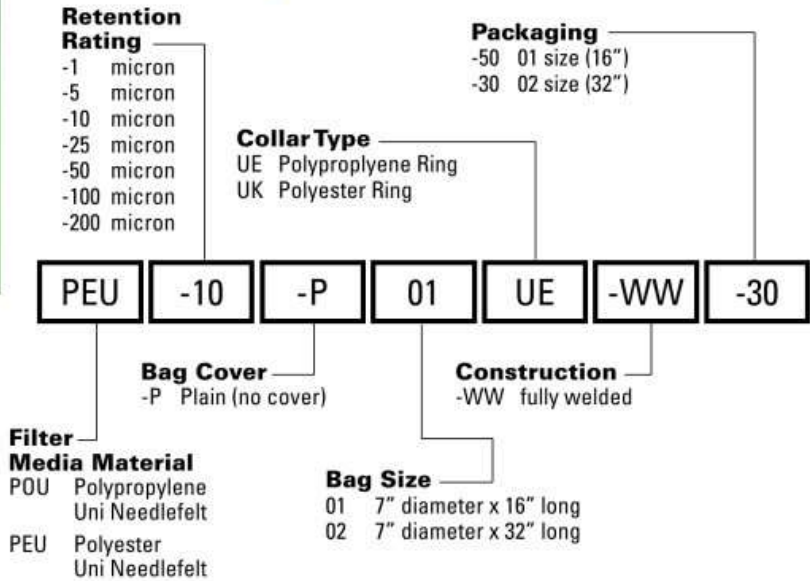 Retention
Rating
-1 micron
-5 micron
-10 micron
-25 micron
-50 micron
-100 micron
-200 micron
Packaging
-50 01 size (16")
-30 02 size (32")
Collar Type
UE Polyproplyene Ring
UK Polyester Ring
PEU -10 -P 01 UE -WW -30
Bag Cover
-P Plain (no cover)
Construction
-WW fully welded
Filter
Media Material
POU Polypropylene
Uni Needlefelt
PEU Polyester
Uni Needlefelt
Bag Size
01 7" diameter x 16" long
02 7" diameter x 32" long